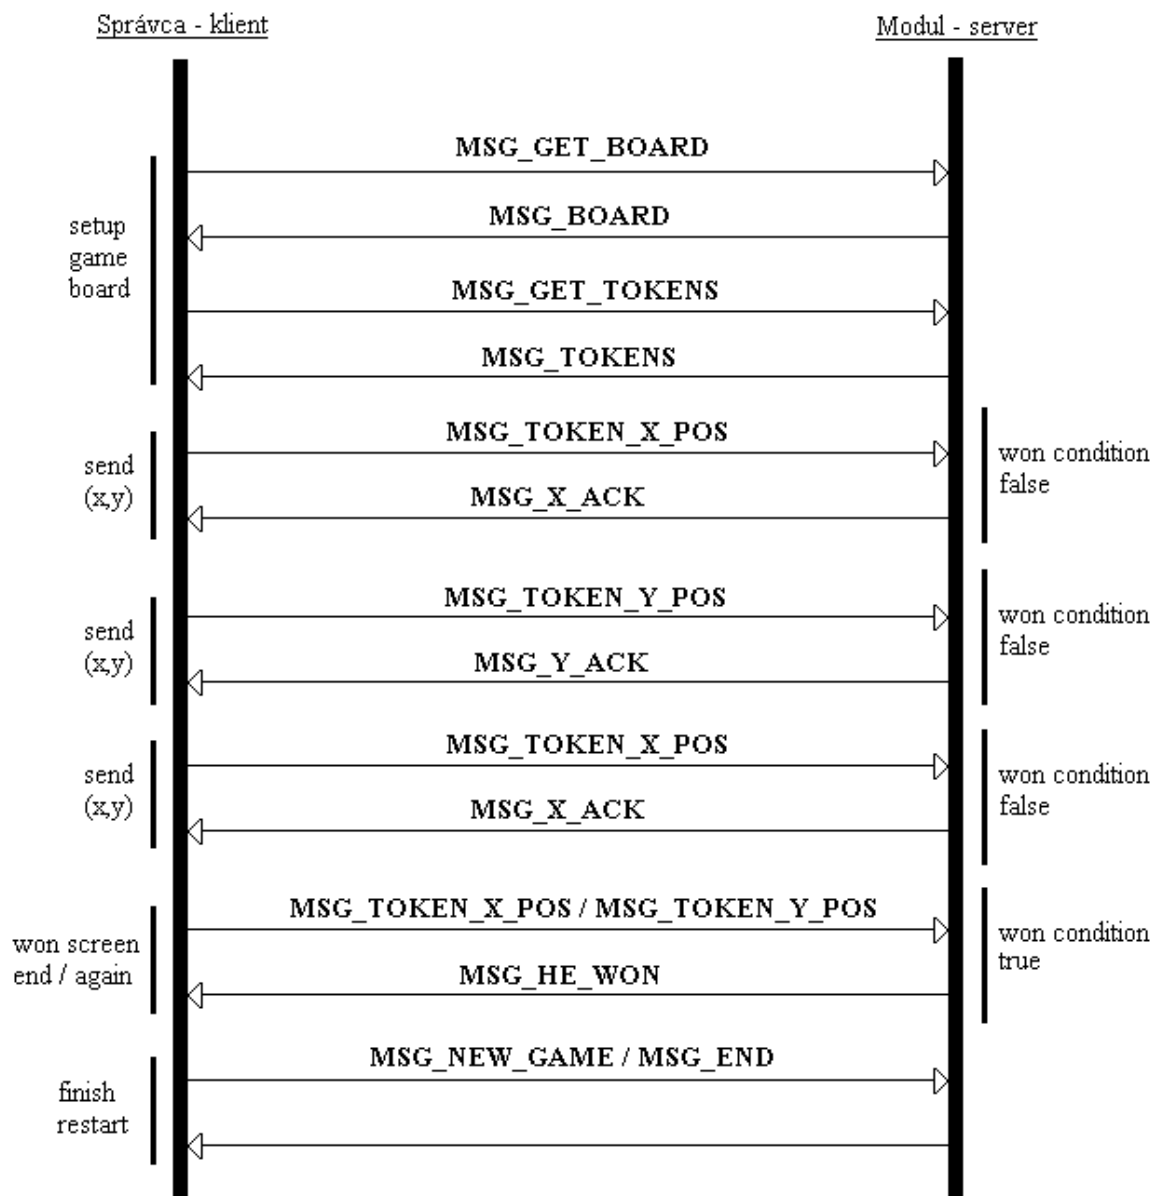 Správca - klient
Modul - server
MSG_GET_BOARD
MSG_BOARD
setup
game
board
MSG_GET_TOKENS
MSG_TOKENS
MSG_TOKEN_X_POS
send
(x,y)
won condition
false
MSG_X_ACK
MSG_TOKEN_Y_POS
send
(x,y)
won condition
false
MSG_Y_ACK
MSG_TOKEN_X_POS
send
(x,y)
won condition
false
MSG_X_ACK
MSG_TOKEN_X_POS / MSG_TOKEN_Y_POS
won screen
end / again
won condition
true
MSG_HE_WON
MSG_NEW_GAME / MSG_END
finish
restart